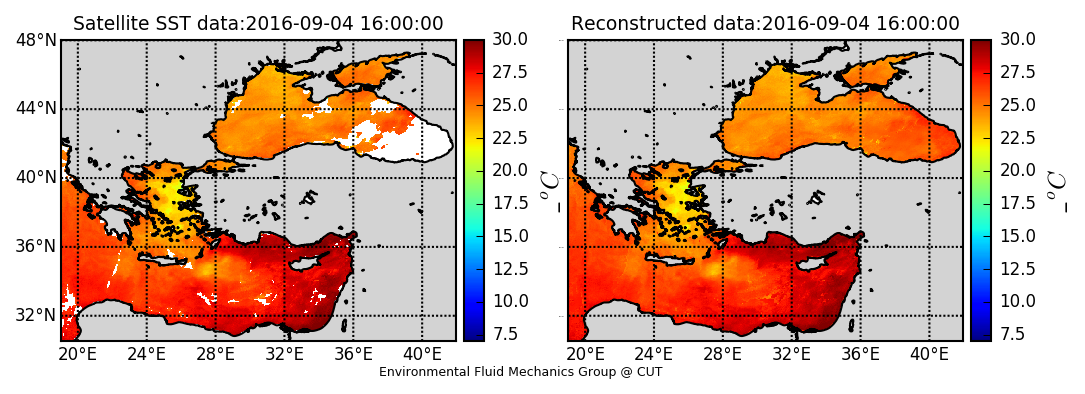 Satellite SST data:2016-09-04 16:00:00
48°N
44°N
40°N
36°N
32°N
20°E 24°E 28°E 32°E 36°E 40°E
30.0
27.5
25.0
22.5
20.0
17.5
15.0
12.5
10.0
7.5
_°C
Reconstructed data:2016-09-04 16:00:00
20°E 24°E 28°E 32°E 36°E 40°E
30.0
27.5
25.0
22.5
20.0
17.5
15.0
12.5
10.0
7.5
_°C
Environmental Fluid Mechanics Group @ CUT